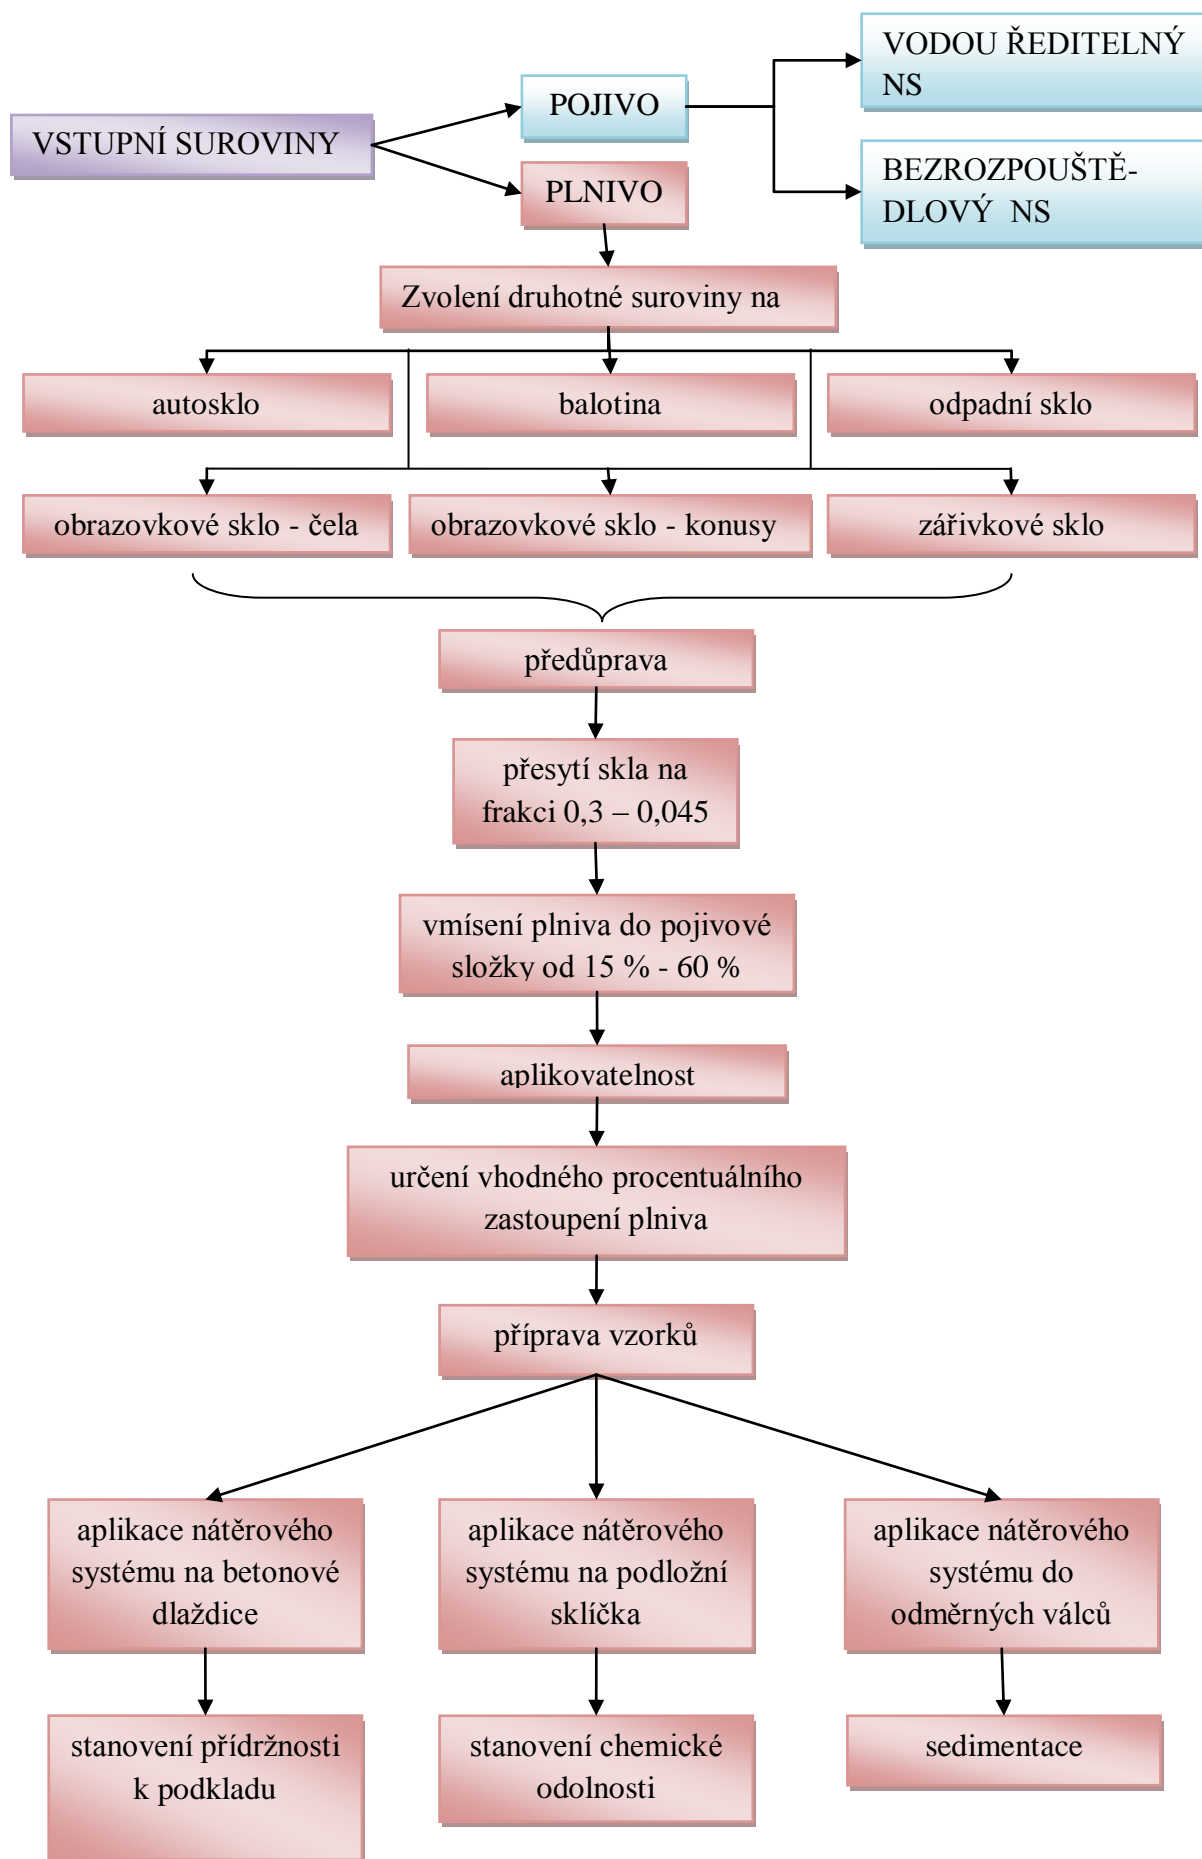 VODOU ŘEDITELNÝ
NS
POJIVO
VSTUPNÍ SUROVINY
BEZROZPOUŠTĚ-
DLOVÝ NS
PLNIVO
Zvolení druhotné suroviny na
autosklo
balotina
odpadní sklo
obrazovkové sklo - čela
obrazovkové sklo - konusy
zářivkové sklo
předůprava
přesytí skla na
frakci 0,3 – 0,045
vmísení plniva do pojivové
složky od 15 % - 60 %
aplikovatelnost
určení vhodného procentuálního
zastoupení plniva
příprava vzorků
aplikace nátěrového
systému na betonové
dlaždice
aplikace nátěrového
systému na podložní
sklíčka
aplikace nátěrového
systému do
odměrných válců
stanovení přídržnosti
k podkladu
stanovení chemické
odolnosti
sedimentace